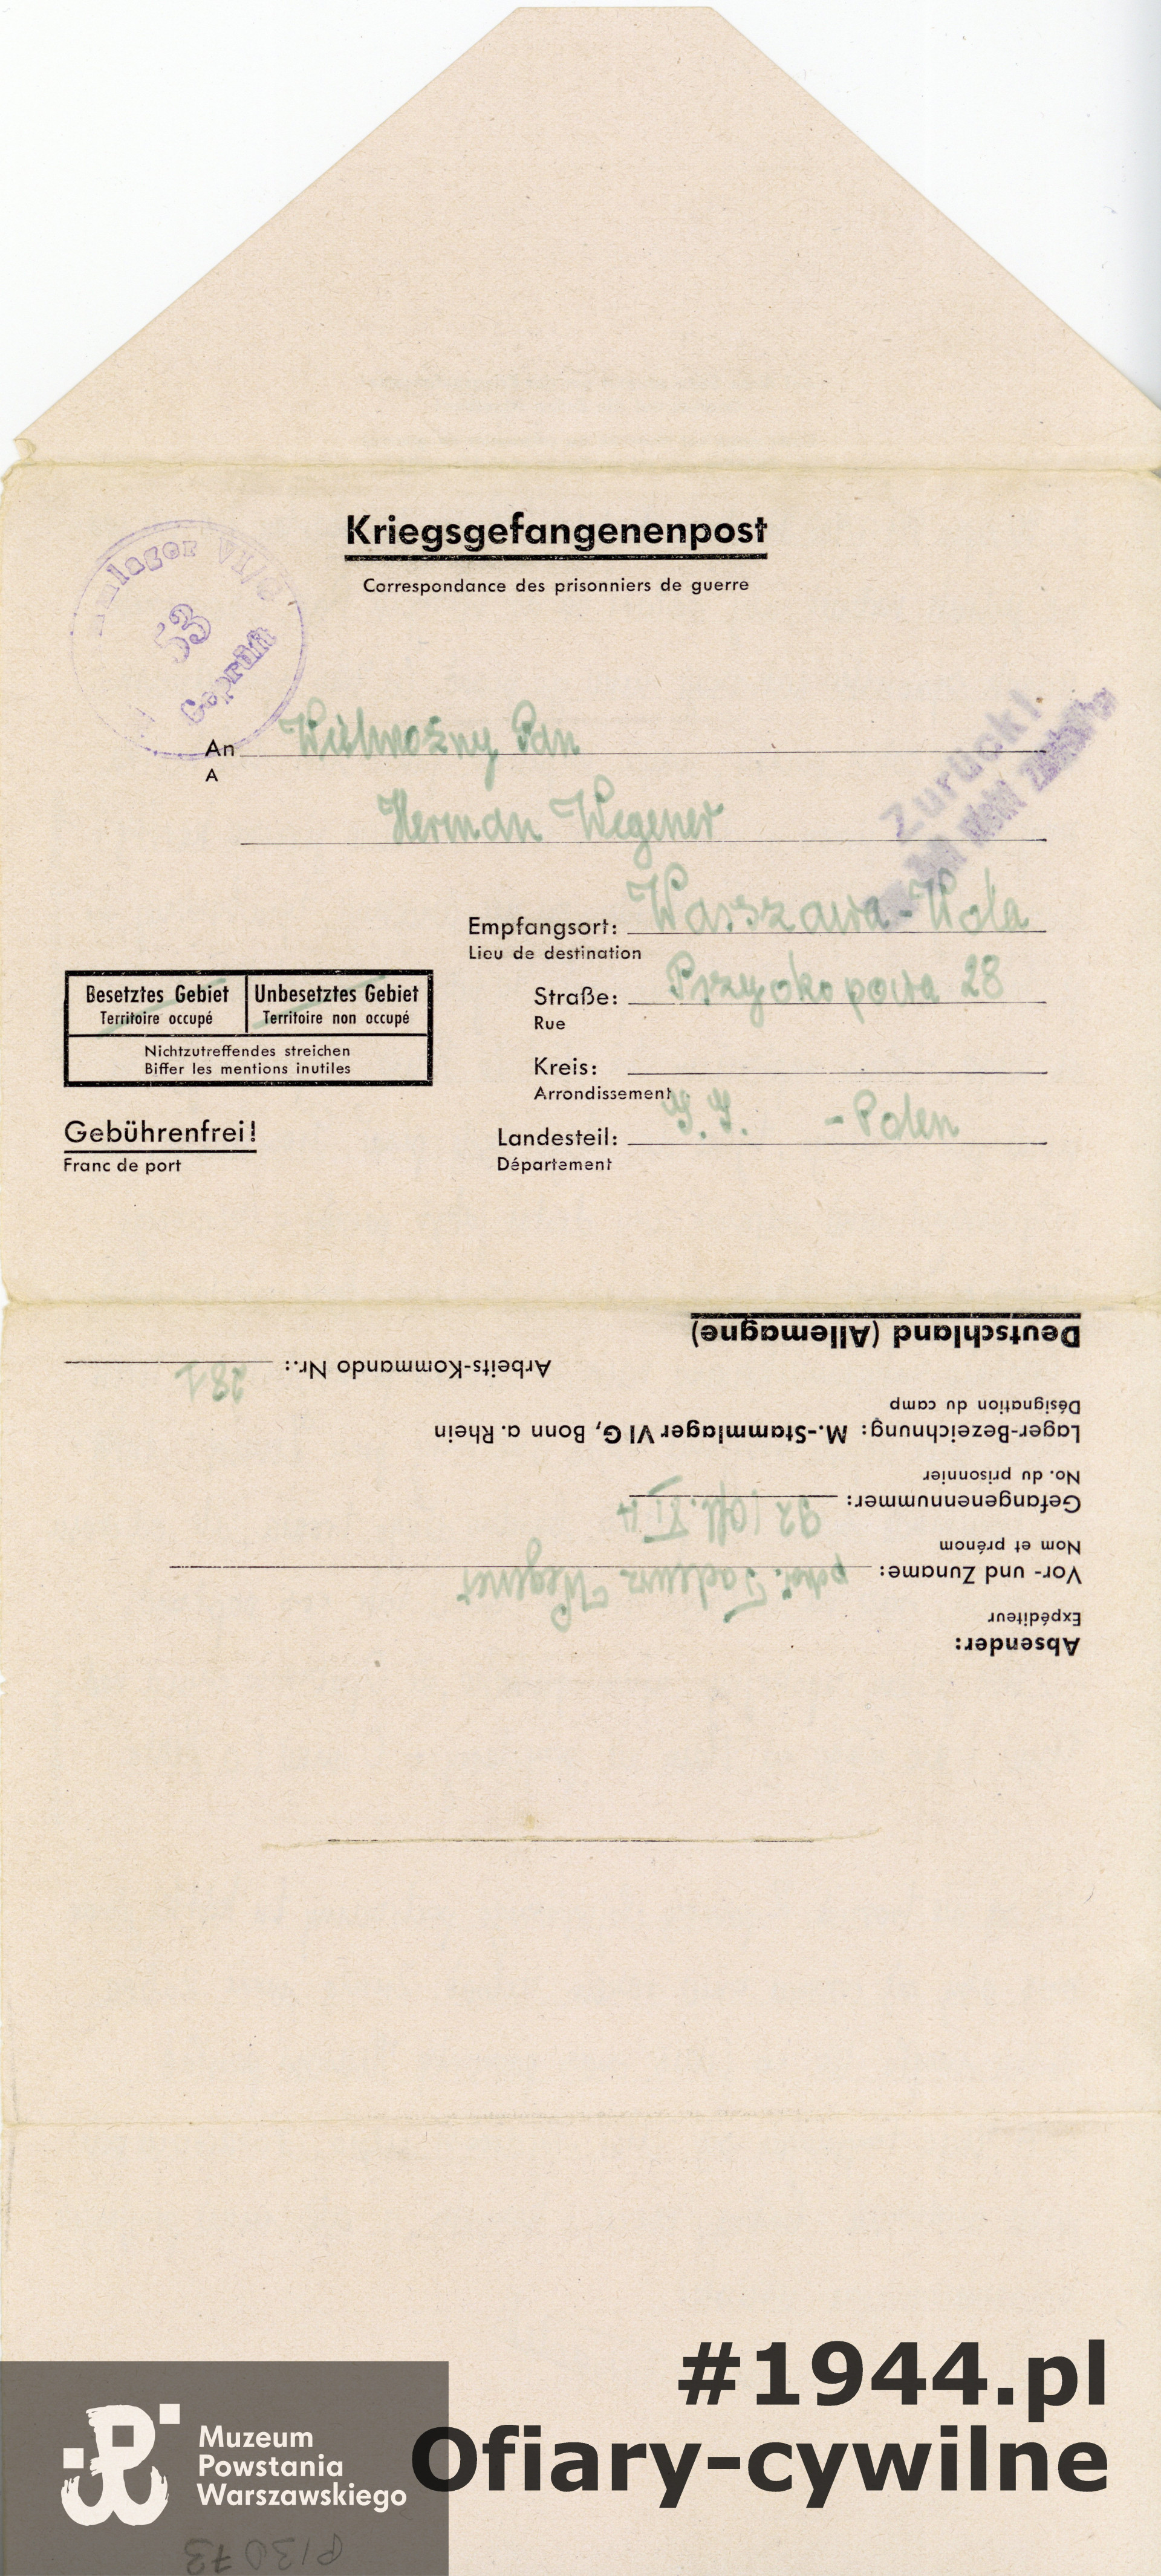 Kriegsgefangenenpost
Correspondance des prisonniers de guerre
53
Geprüft
An Wielmożny Pan
A
Herman Wegener
Zurück!
Empfangsort: Warszawa-Wola
Lieu de destination
Straße: Przyokopowa 28
Rue
Kreis:
Arrondissement
Landesteil: G.G. - Polen
Département
Besetztes Gebiet
Territoire occupé
Unbesetztes Gebiet
Territoire non occupé
Nichtzutreffendes streichen
Biffer les mentions inutiles
Gebührenfrei!
Franc de port
Absender:
Expéditeur
Vor- und Zuname: Tadeusz Wegener
Nom et prénom
Gefangenennummer:
No. du prisonnier
Lager-Bezeichnung: M.-Stammlager VI G, Bonn a. Rhein
Désignation du camp
Arbeits-Kommando Nr.: 281
Deutschland (Allemagne)
#1944.pl
Ofiary-cywilne
Muzeum
Powstania
Warszawskiego
P/3073